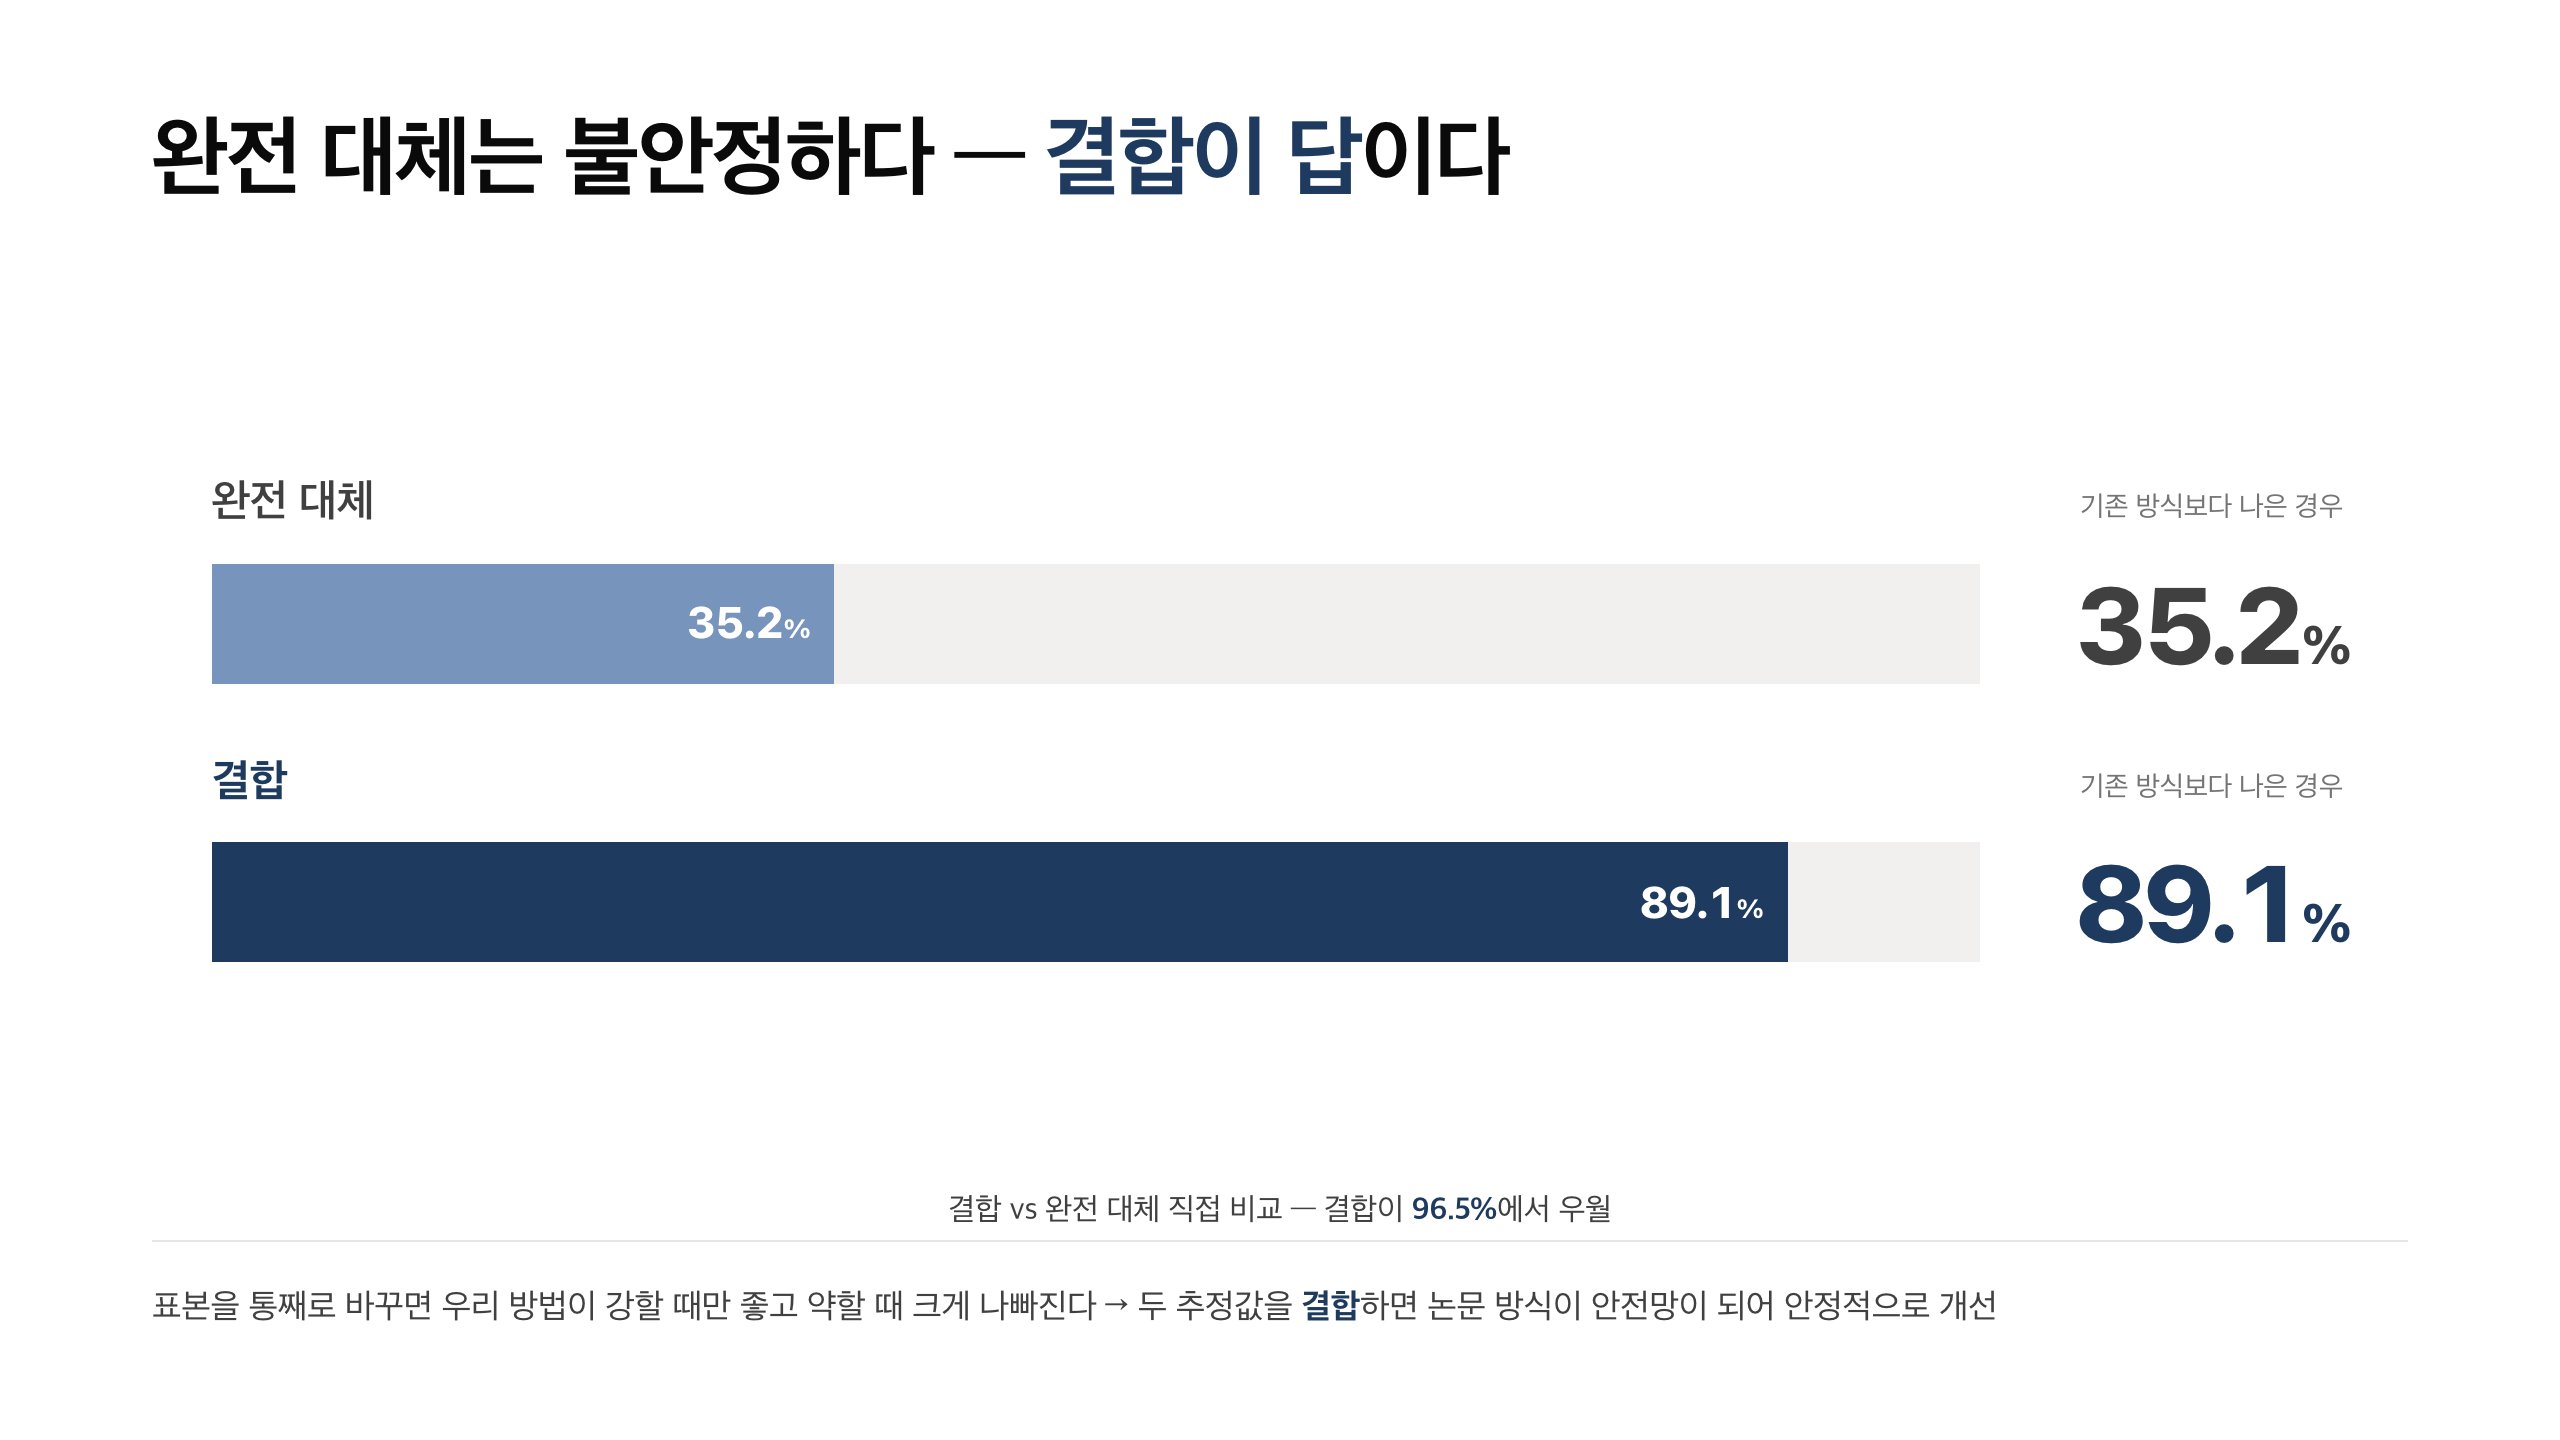 완전 대체는 불안정하다 — 결합이 답이다
완전 대체
기존 방식보다 나은 경우
35.2%
35.2%
결합
기존 방식보다 나은 경우
89.1%
89.1%
결합 vs 완전 대체 직접 비교 — 결합이 96.5%에서 우월
표본을 통째로 바꾸면 우리 방법이 강할 때만 좋고 약할 때 크게 나빠진다 → 두 추정값을 결합하면 논문 방식이 안전망이 되어 안정적으로 개선